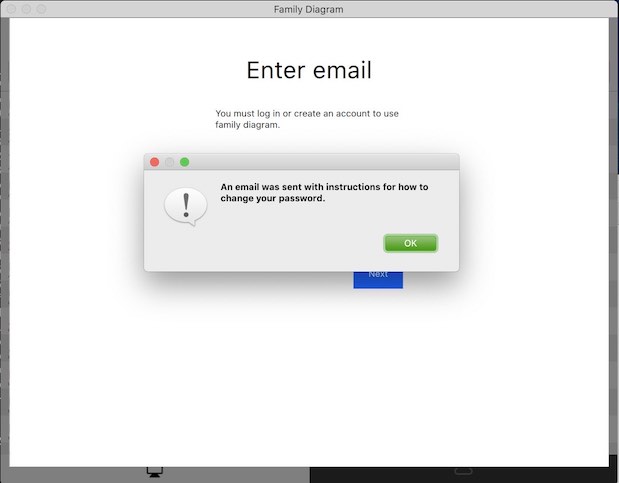 Family Diagram
Enter email
You must log in or create an account to use
family diagram.
An email was sent with instructions for how to
change your password.
OK
Next